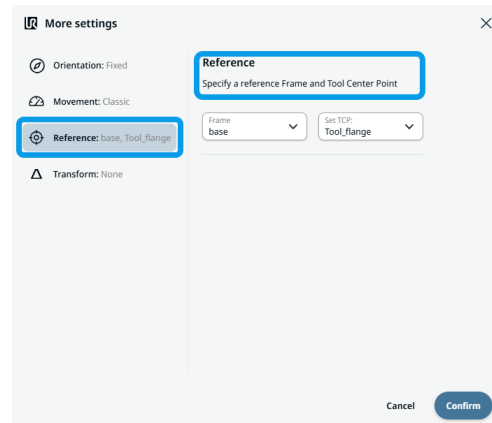 More settings
Orientation: Fixed
Movement: Classic
Reference: base, Tool_flange
Transform: None
Reference
Specify a reference Frame and Tool Center Point
Frame
base
Set TCP:
Tool_flange
Cancel
Confirm